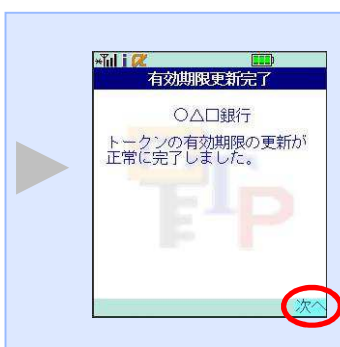 有効期限更新完了
○△□銀行
トークンの有効期限の更新が
正常に完了しました。
次へ